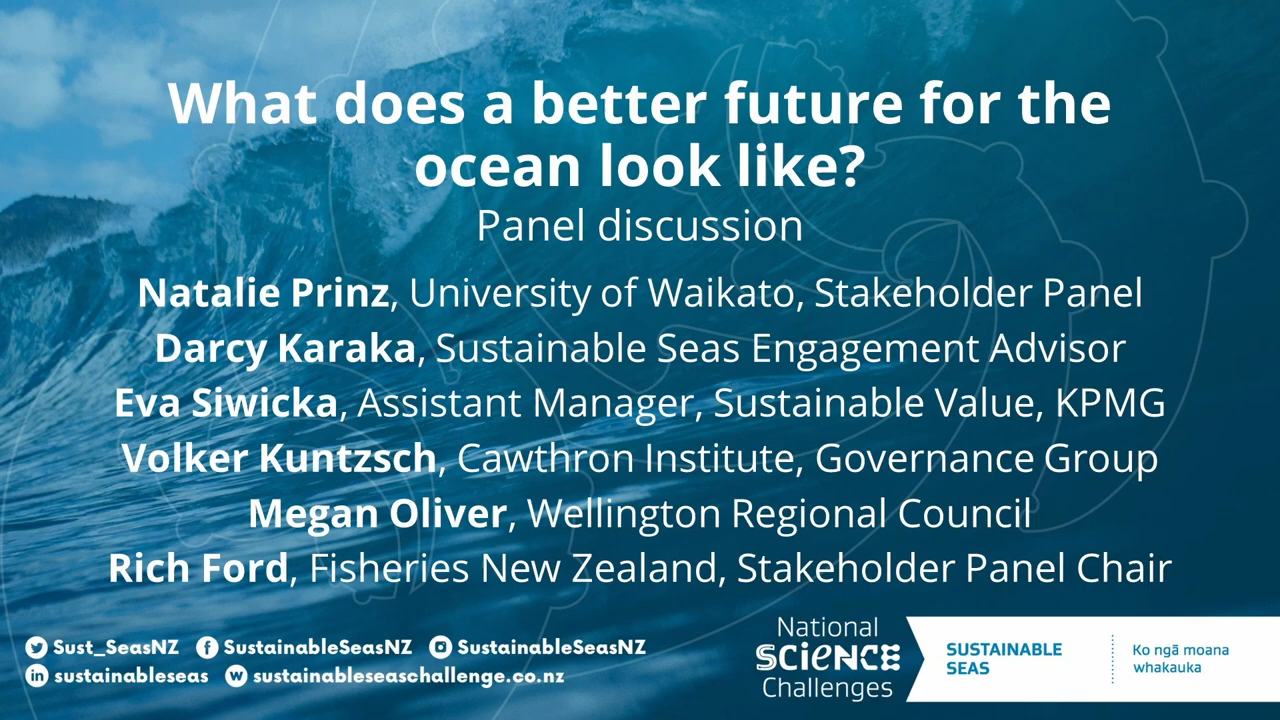 What does a better future for the
ocean look like?
Panel discussion
Natalie Prinz, University of Waikato, Stakeholder Panel
Darcy Karaka, Sustainable Seas Engagement Advisor
Eva Siwicka, Assistant Manager, Sustainable Value, KPMG
Volker Kuntzsch, Cawthron Institute, Governance Group
Megan Oliver, Wellington Regional Council
Rich Ford, Fisheries New Zealand, Stakeholder Panel Chair
Sust_SeasNZ SustainableSeasNZ SustainableSeasNZ
in sustainableseas w sustainableseaschallenge.co.nz
National
SCIENCE
Challenges
SUSTAINABLE
SEAS
Ko ngā moana
whakauka